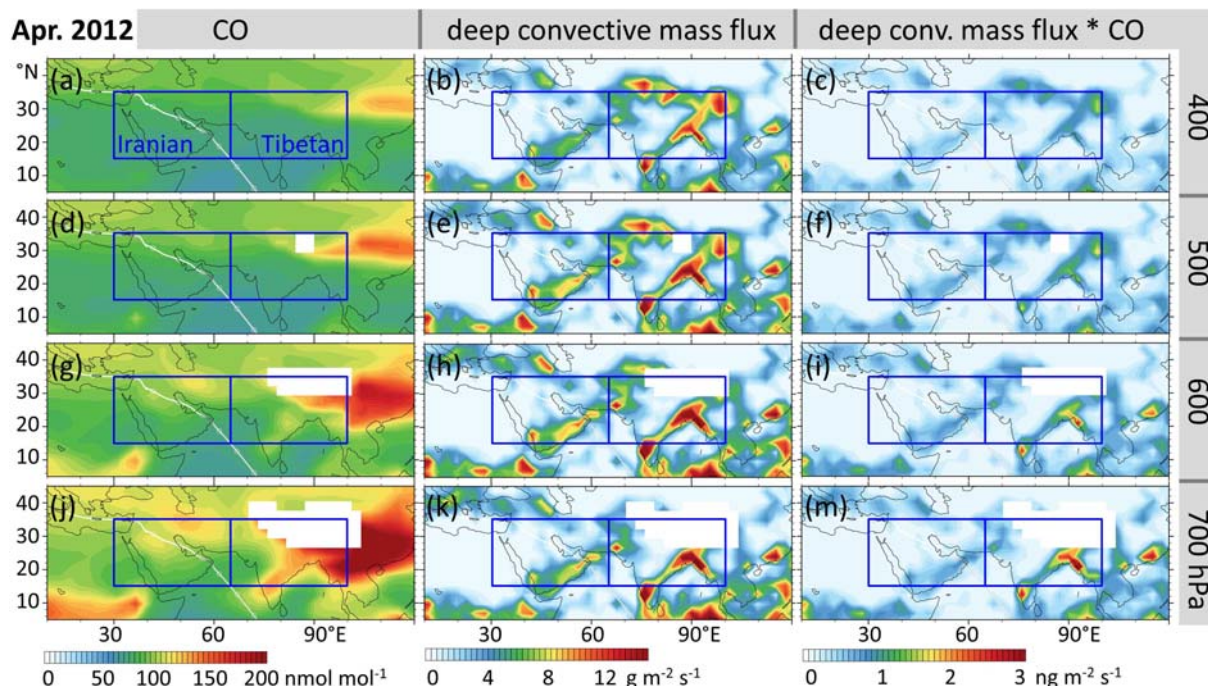 Apr. 2012 CO deep convective mass flux deep conv. mass flux * CO
°N (a) (b) (c)
30 Iranian Tibetan
20
10
400
40 (d) (e) (f)
30
20
10
500
40 (g) (h) (i)
30
20
10
600
40 (j) (k) (m)
30
20
10
700 hPa
30 60 90°E 30 60 90°E 30 60 90°E
0 50 100 150 200 nmol mol⁻¹ 0 4 8 12 g m⁻² s⁻¹ 0 1 2 3 ng m⁻² s⁻¹